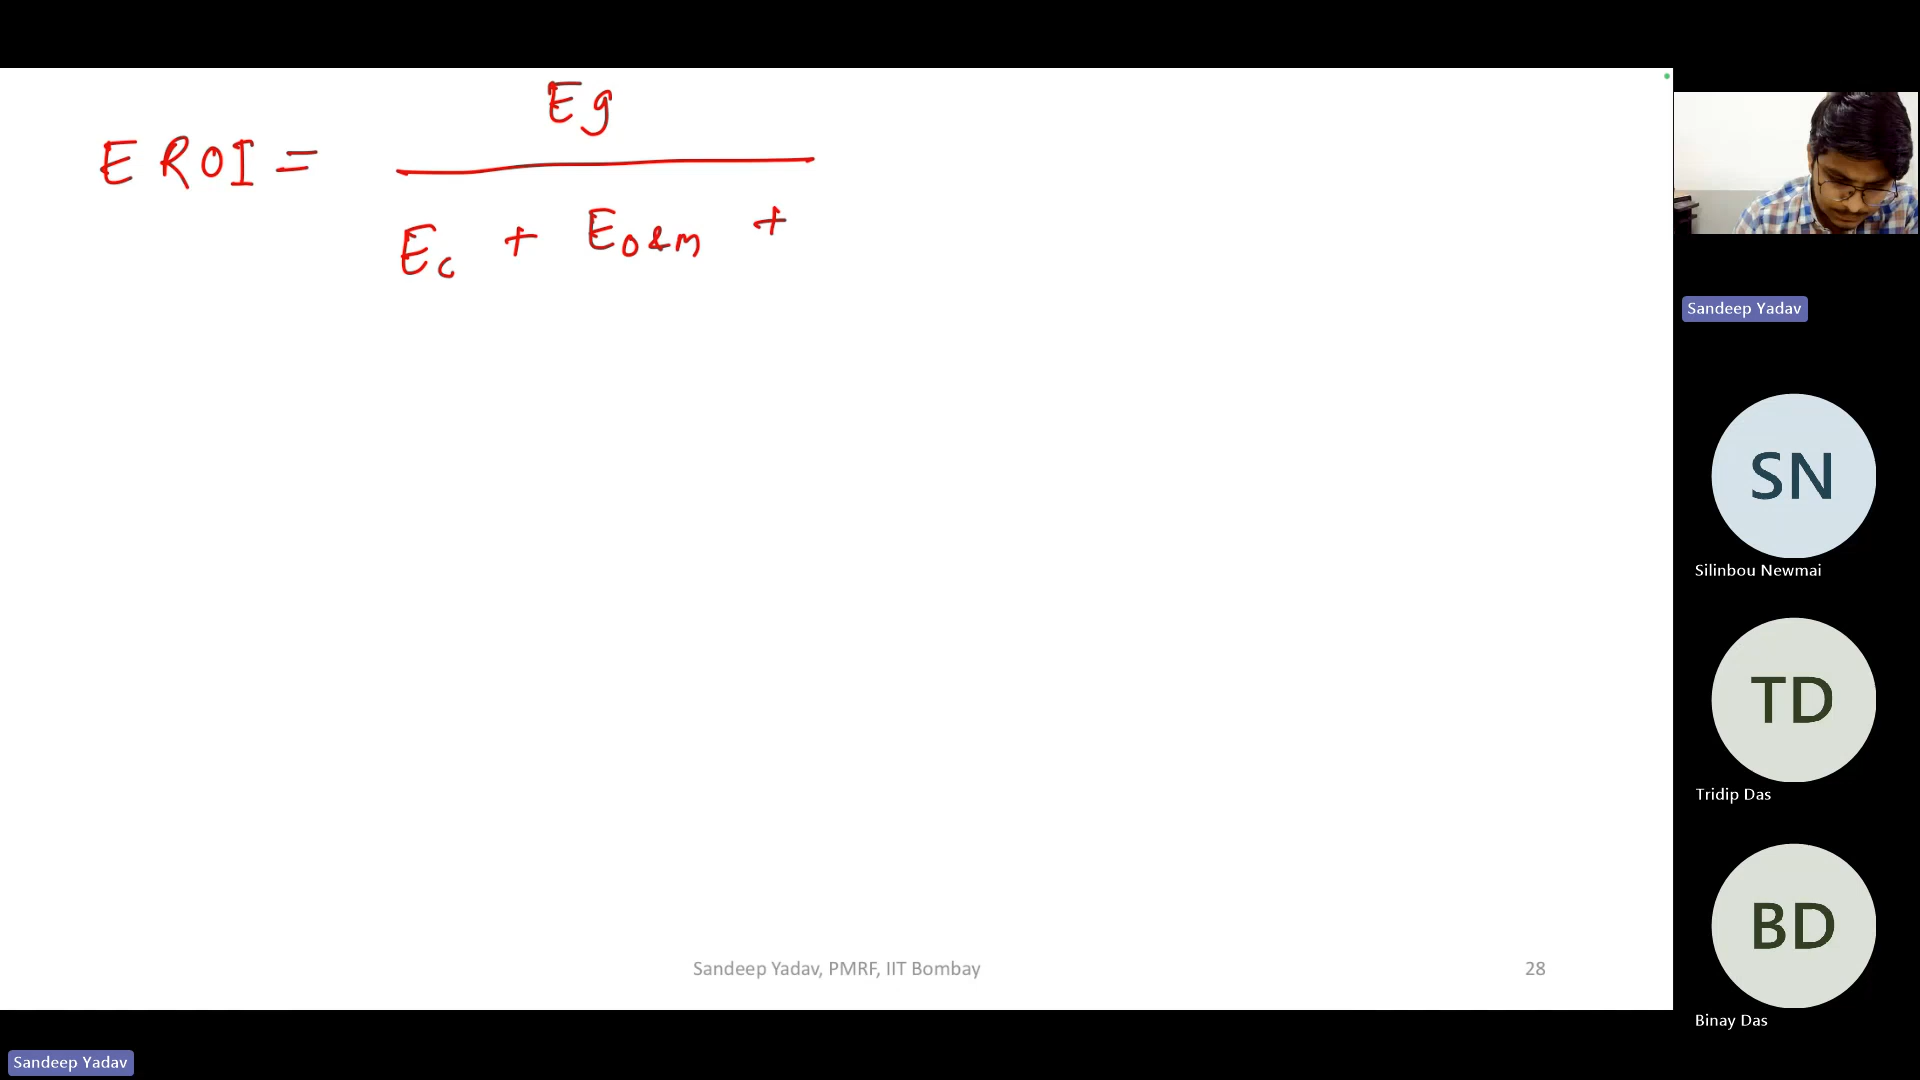 E ROI = Eg
Ec + EO&M +
Sandeep Yadav
SN
Silinbou Newmai
TD
Tridip Das
BD
Binay Das
Sandeep Yadav, PMRF, IIT Bombay
28
Sandeep Yadav